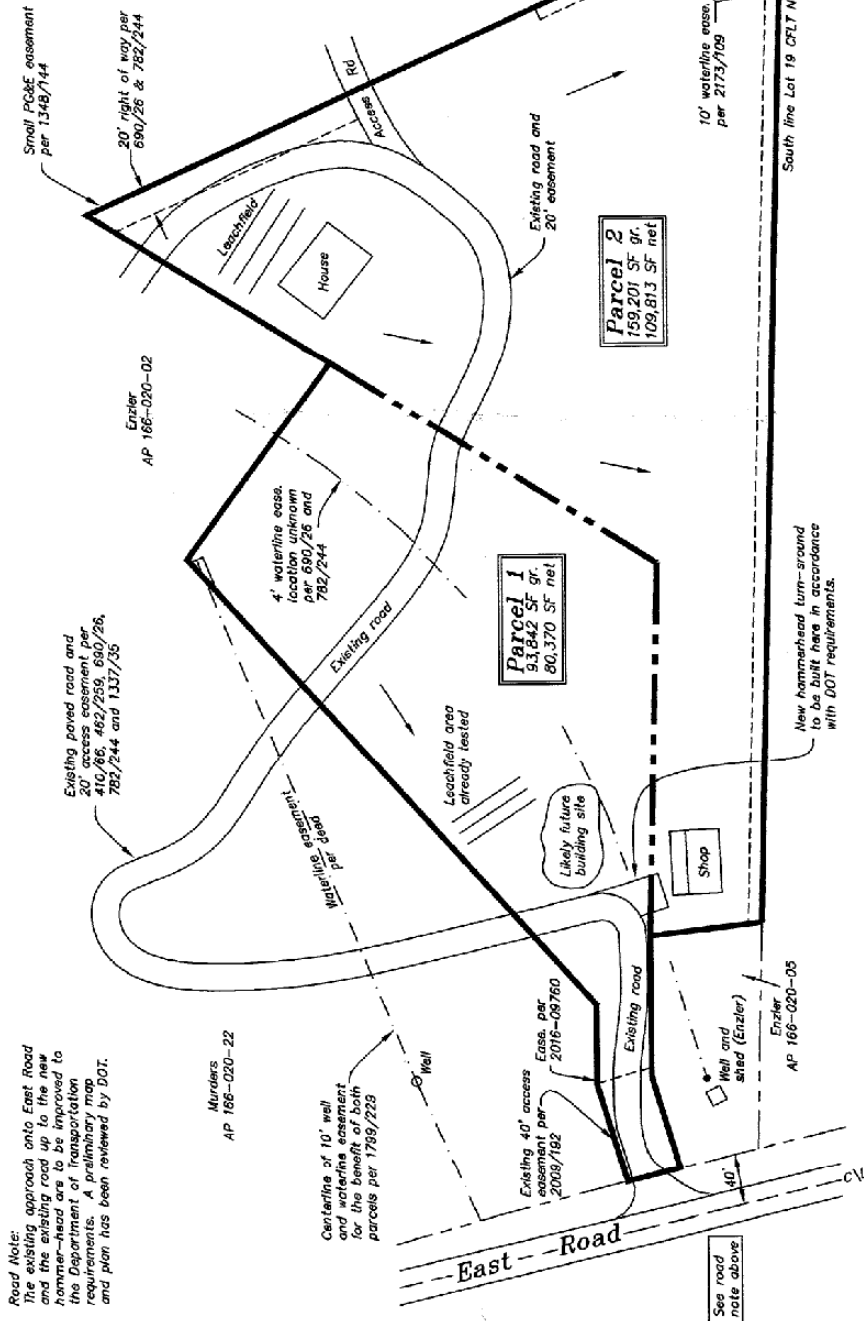 Road Note:
The existing approach onto East Road
and the existing road up to the new
hammer-head are to be improved to
the Department of Transportation
requirements. A preliminary map
and plan has been reviewed by DOT.
Existing paved road and
20' access easement per
410/66, 462/259, 690/26,
782/244 and 1337/35
Small PG&E easement
per 1348/144
20' right of way per
690/26 & 782/244
Enzler
AP 166-020-02
Leachfield
House
Access Rd
Existing road and
20' easement
4' waterline ease.
location unknown
per 690/26 and
782/244
Existing road
Murders
AP 166-020-22
Waterline easement
per deed
Centerline of 10' well
and waterline easement
for the benefit of both
parcels per 1799/229
Well
Leachfield area
already tested
Parcel 1
93,842 SF gr.
80,370 SF net
Parcel 2
159,201 SF gr.
109,813 SF net
10' waterline ease.
per 2173/109
Likely future
building site
Existing 40' access
easement per
2009/192
Ease. per
2016-09760
Existing road
Shop
New hammerhead turn-around
to be built here in accordance
with DOT requirements.
South line Lot 19 CFLT N
Well and
shed (Enzler)
Enzler
AP 166-020-05
East Road
40'
See road
note above